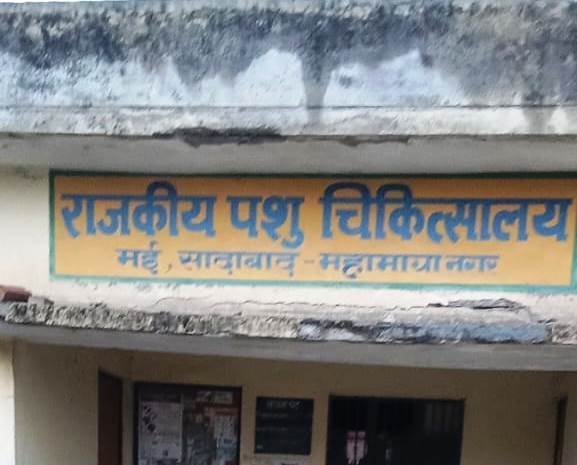 राजकीय पशु चिकित्सालय
मई, सादाबाद - महामाया नगर